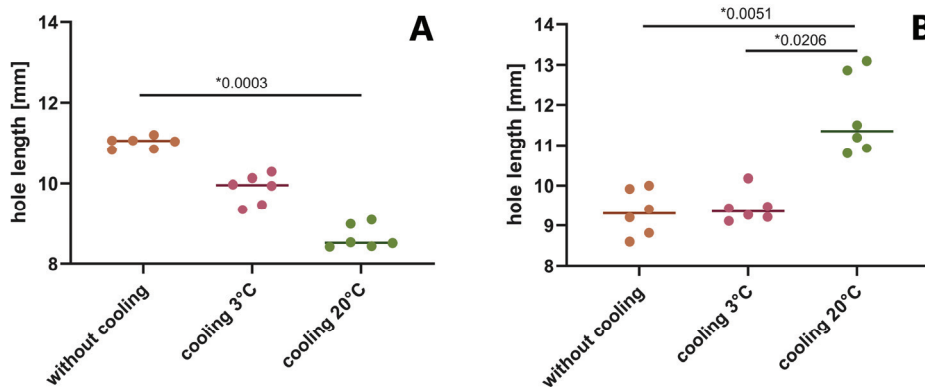 A
hole length [mm]
14
12
10
8
*0.0003
without cooling
cooling 3°C
cooling 20°C
B
hole length [mm]
14
13
12
11
10
9
8
*0.0051
*0.0206
without cooling
cooling 3°C
cooling 20°C